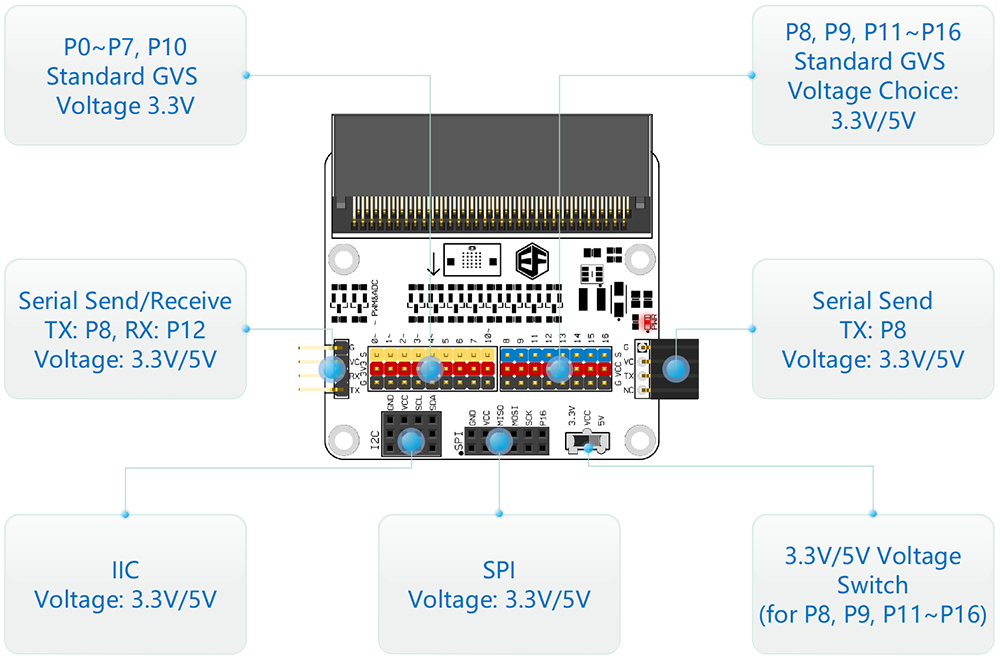 P0~P7, P10
Standard GVS
Voltage 3.3V
P8, P9, P11~P16
Standard GVS
Voltage Choice:
3.3V/5V
Serial Send/Receive
TX: P8, RX: P12
Voltage: 3.3V/5V
Serial Send
TX: P8
Voltage: 3.3V/5V
~ PWM&ADC
EF
PWR
0~ 1~ 2~ 3~ 4~ 5 6 7 10~
8 9 11 12 13 14 15 16
G 3V3 S
G VCC S
G
VC
RX
TX
G
VC
TX
NC
GND VCC SCL SDA
I2C
GND VCC MISO MOSI SCK P16
SPI
3.3V VCC 5V
IIC
Voltage: 3.3V/5V
SPI
Voltage: 3.3V/5V
3.3V/5V Voltage
Switch
(for P8, P9, P11~P16)